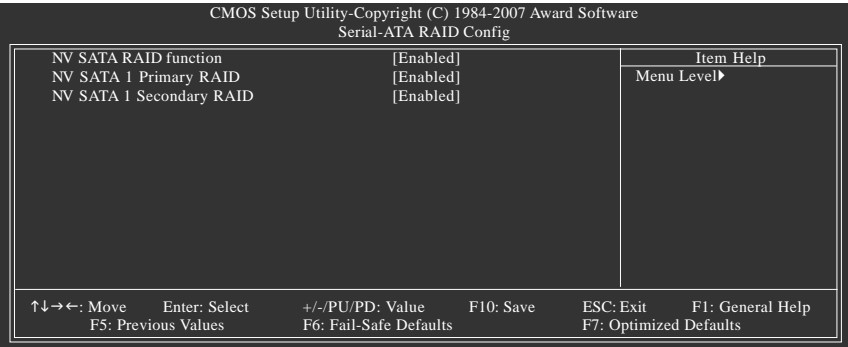 CMOS Setup Utility-Copyright (C) 1984-2007 Award Software
Serial-ATA RAID Config
NV SATA RAID function [Enabled]
NV SATA 1 Primary RAID [Enabled]
NV SATA 1 Secondary RAID [Enabled]
Item Help
Menu Level▶
↑↓→←: Move Enter: Select +/-/PU/PD: Value F10: Save ESC: Exit F1: General Help
F5: Previous Values F6: Fail-Safe Defaults F7: Optimized Defaults